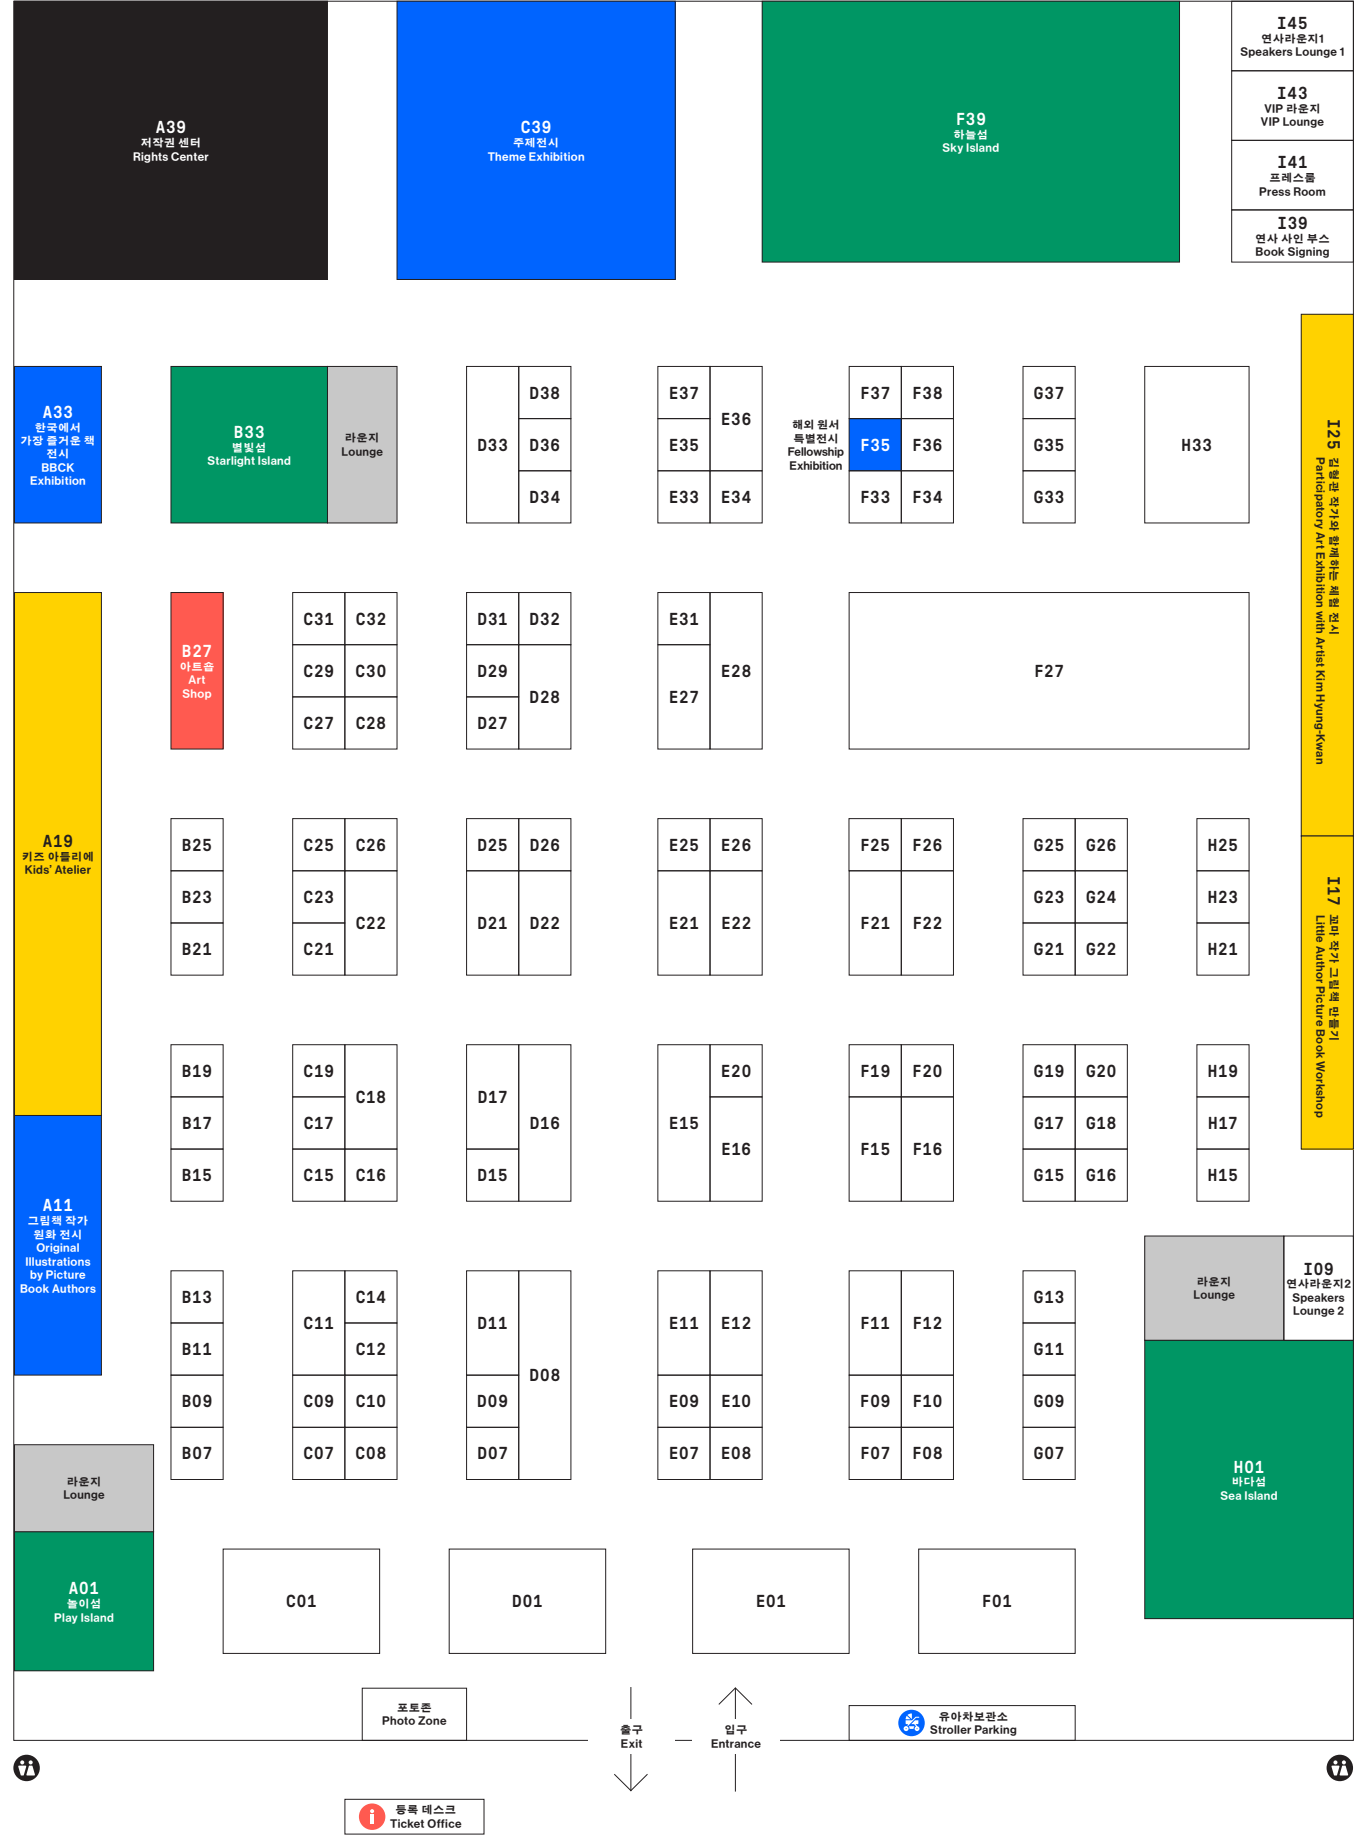 A39
저작권 센터
Rights Center
C39
주제전시
Theme Exhibition
F39
하늘섬
Sky Island
I45
연사라운지1
Speakers Lounge 1
I43
VIP 라운지
VIP Lounge
I41
프레스룸
Press Room
I39
연사 사인 부스
Book Signing
A33
한국에서
가장 즐거운 책
전시
BBCK
Exhibition
B33
별빛섬
Starlight Island
라운지
Lounge
D33
D38
D36
D34
E37
E35
E33
E36
E34
해외 원서
특별전시
Fellowship
Exhibition
F37
F38
F35
F36
F33
F34
G37
G35
G33
H33
I25 김형관 작가와 함께하는 체험 전시
Participatory Art Exhibition with Artist Kim Hyung-Kwan
A19
키즈 아틀리에
Kids' Atelier
B27
아트숍
Art
Shop
C31
C32
C29
C30
C27
C28
D31
D32
D29
D28
D27
E31
E28
E27
F27
B25
B23
B21
C25
C26
C23
C22
C21
D25
D26
D21
D22
E25
E26
E21
E22
F25
F26
F21
F22
G25
G26
G23
G24
G21
G22
H25
H23
H21
I17 꼬마 작가 그림책 만들기
Little Author Picture Book Workshop
B19
B17
B15
C19
C18
C17
C15
C16
D17
D16
D15
E15
E20
E16
F19
F20
F15
F16
G19
G20
G17
G18
G15
G16
H19
H17
H15
A11
그림책 작가
원화 전시
Original
Illustrations
by Picture
Book Authors
B13
B11
B09
B07
C11
C14
C12
C09
C10
C07
C08
D11
D08
D09
D07
E11
E12
E09
E10
E07
E08
F11
F12
F09
F10
F07
F08
G13
G11
G09
G07
라운지
Lounge
I09
연사라운지2
Speakers
Lounge 2
H01
바다섬
Sea Island
라운지
Lounge
A01
놀이섬
Play Island
C01
D01
E01
F01
포토존
Photo Zone
출구
Exit
입구
Entrance
유아차보관소
Stroller Parking
등록 데스크
Ticket Office